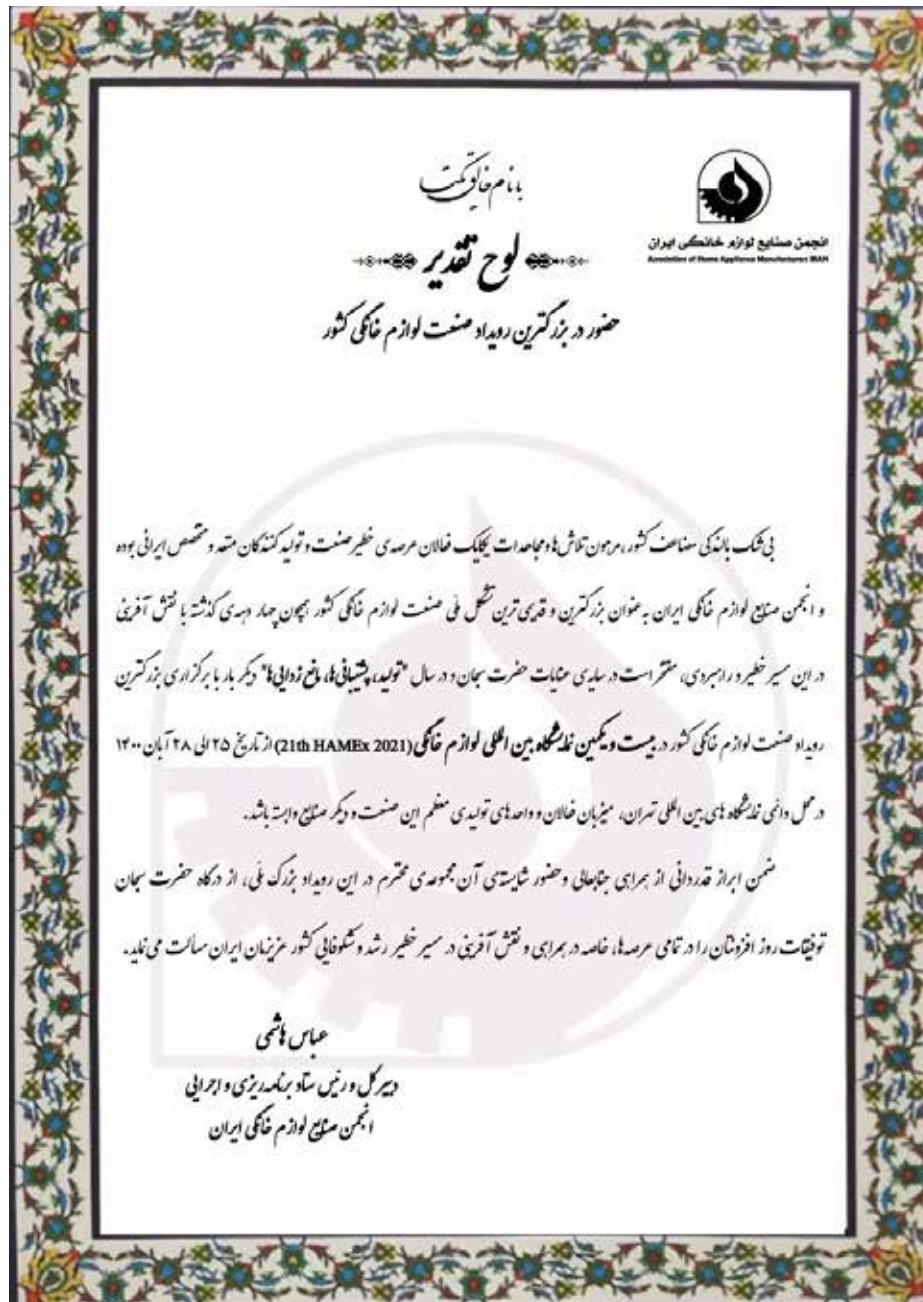 با نام خالق یکتا
انجمن صنایع لوازم خانگی ایران
Association of Home Appliance Manufacturers IRAN
لوح تقدیر
حضور در بزرگترین رویداد صنعت لوازم خانگی کشور
بی شک بالندگی صنایع کشور، مرهون تلاش ها و مجاهدات یکایک فعالان عرصه ی خطیر صنعت و تولید کنندگان متعهد و متخصص ایرانی بوده
و انجمن صنایع لوازم خانگی ایران به عنوان بزرگترین و قدیمی ترین تشکل ملی صنعت لوازم خانگی کشور همچون چهار دهه ی گذشته با نقش آفرینی
در این مسیر خطیر و راهبردی، مفتخر است در سایه ی عنایات حضرت سبحان و در سال "تولید، پشتیبانی ها، مانع زدایی ها" دیگر بار با برگزاری بزرگترین
رویداد صنعت لوازم خانگی کشور در بیست و یکمین نمایشگاه بین المللی لوازم خانگی (21th HAMEx 2021) از تاریخ ۲۵ الی ۲۸ آبان ۱۴۰۰
در محل دائمی نمایشگاه های بین المللی تهران، میزبان فعالان و واحدهای تولیدی معظم این صنعت و دیگر صنایع وابسته باشد.
ضمن ابراز قدردانی از همراهی جنابعالی و حضور شایسته ی آن مجموعه ی محترم در این رویداد بزرگ ملی، از درگاه حضرت سبحان
توفیقات روز افزونتان را در تمامی عرصه ها، خاصه در همراهی و نقش آفرینی در مسیر خطیر رشد و شکوفایی کشور عزیزمان ایران مسألت می نماید.
عباس هاشمی
دبیر کل و رئیس ستاد برنامه ریزی و اجرایی
انجمن صنایع لوازم خانگی ایران